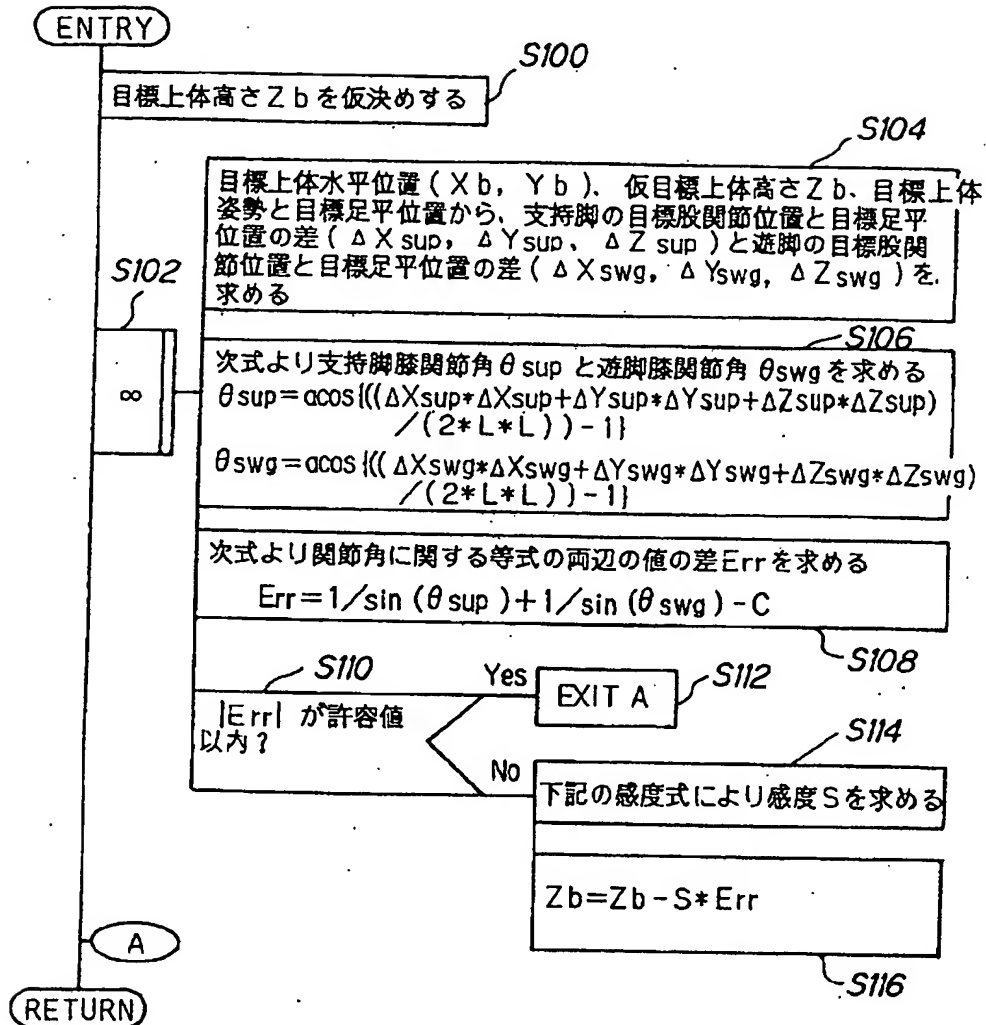 ENTRY
S100
目標上体高さZbを仮決めする
S104
目標上体水平位置(Xb, Yb)、仮目標上体高さZb、目標上体
姿勢と目標足平位置から、支持脚の目標股関節位置と目標足平
位置の差(ΔXsup, ΔYsup, ΔZsup)と遊脚の目標股関
節位置と目標足平位置の差(ΔXswg, ΔYswg, ΔZswg)を
求める
S102
∞
S106
次式より支持脚膝関節角θsupと遊脚膝関節角θswgを求める
θsup=acos{((ΔXsup*ΔXsup+ΔYsup*ΔYsup+ΔZsup*ΔZsup)
/(2*L*L))-1}
θswg=acos{((ΔXswg*ΔXswg+ΔYswg*ΔYswg+ΔZswg*ΔZswg)
/(2*L*L))-1}
次式より関節角に関する等式の両辺の値の差Errを求める
Err=1/sin(θsup)+1/sin(θswg)-C
S108
S110
|Err| が許容値
以内?
Yes
EXIT A
S112
No
S114
下記の感度式により感度Sを求める
Zb=Zb-S*Err
S116
A
RETURN